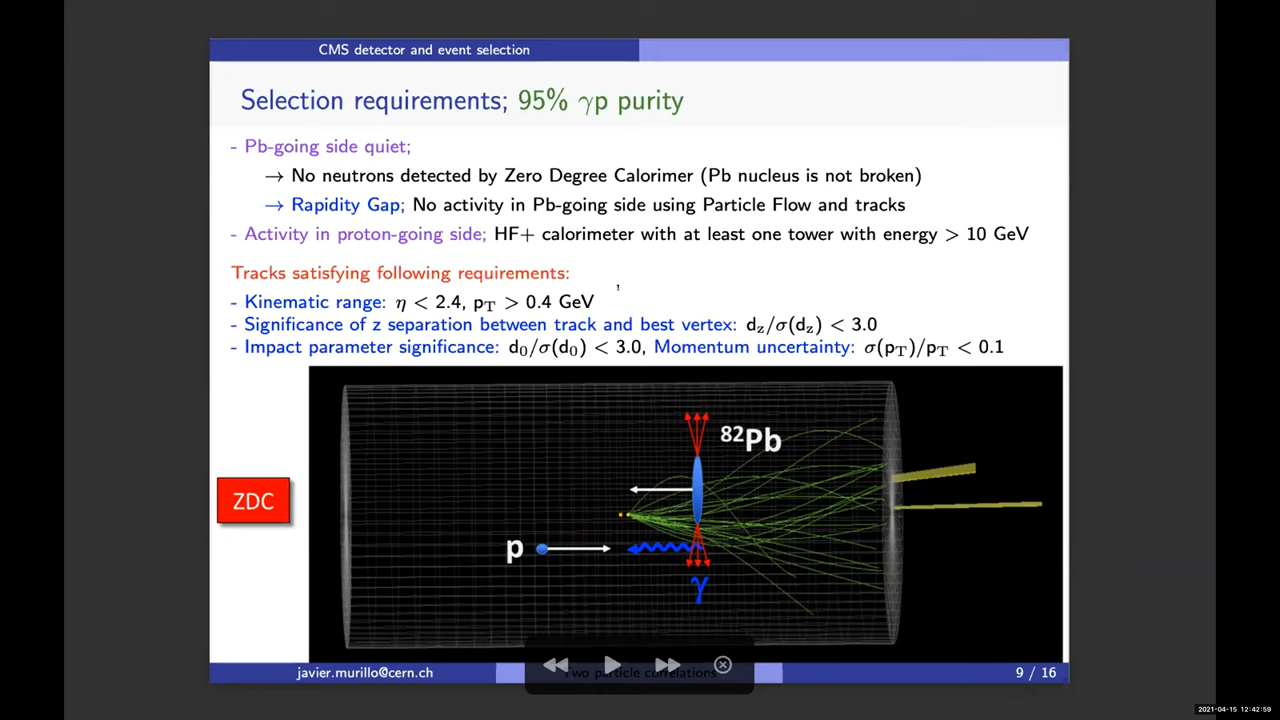 CMS detector and event selection
Selection requirements; 95% γp purity
- Pb-going side quiet;
→ No neutrons detected by Zero Degree Calorimer (Pb nucleus is not broken)
→ Rapidity Gap; No activity in Pb-going side using Particle Flow and tracks
- Activity in proton-going side; HF+ calorimeter with at least one tower with energy > 10 GeV
Tracks satisfying following requirements:
- Kinematic range: η < 2.4, pT > 0.4 GeV
- Significance of z separation between track and best vertex: dz/σ(dz) < 3.0
- Impact parameter significance: d0/σ(d0) < 3.0, Momentum uncertainty: σ(pT)/pT < 0.1
82Pb
ZDC
p
γ
javier.murillo@cern.ch
Two particle correlations
9 / 16
2021-04-15 12:42:59